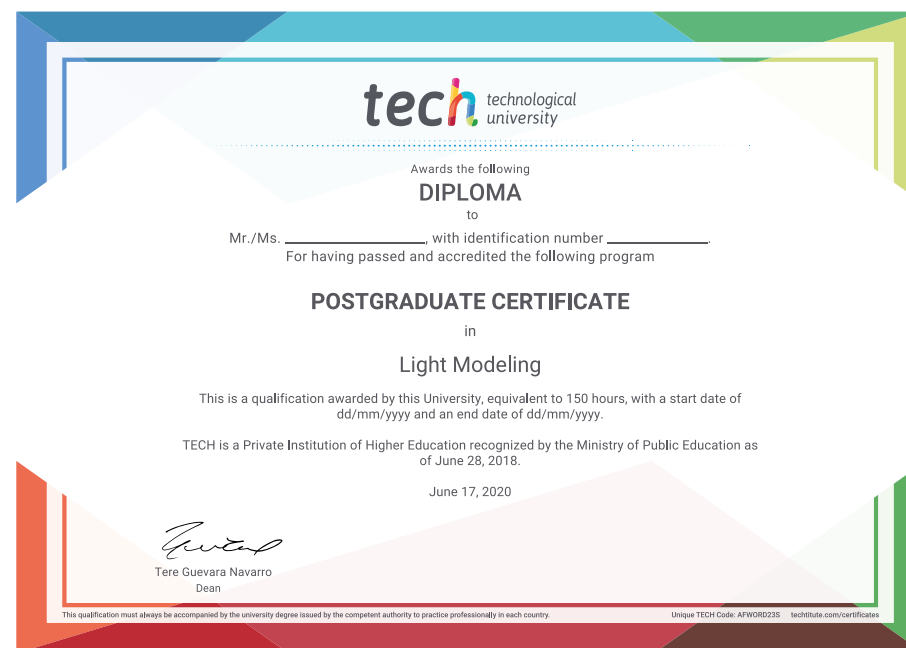 tech technological
university
Awards the following
DIPLOMA
to
Mr./Ms. ____________________, with identification number ______________.
For having passed and accredited the following program
POSTGRADUATE CERTIFICATE
in
Light Modeling
This is a qualification awarded by this University, equivalent to 150 hours, with a start date of
dd/mm/yyyy and an end date of dd/mm/yyyy.
TECH is a Private Institution of Higher Education recognized by the Ministry of Public Education as
of June 28, 2018.
June 17, 2020
Tere Guevara Navarro
Dean
This qualification must always be accompanied by the university degree issued by the competent authority to practice professionally in each country. Unique TECH Code: AFWORD23S techtitute.com/certificates